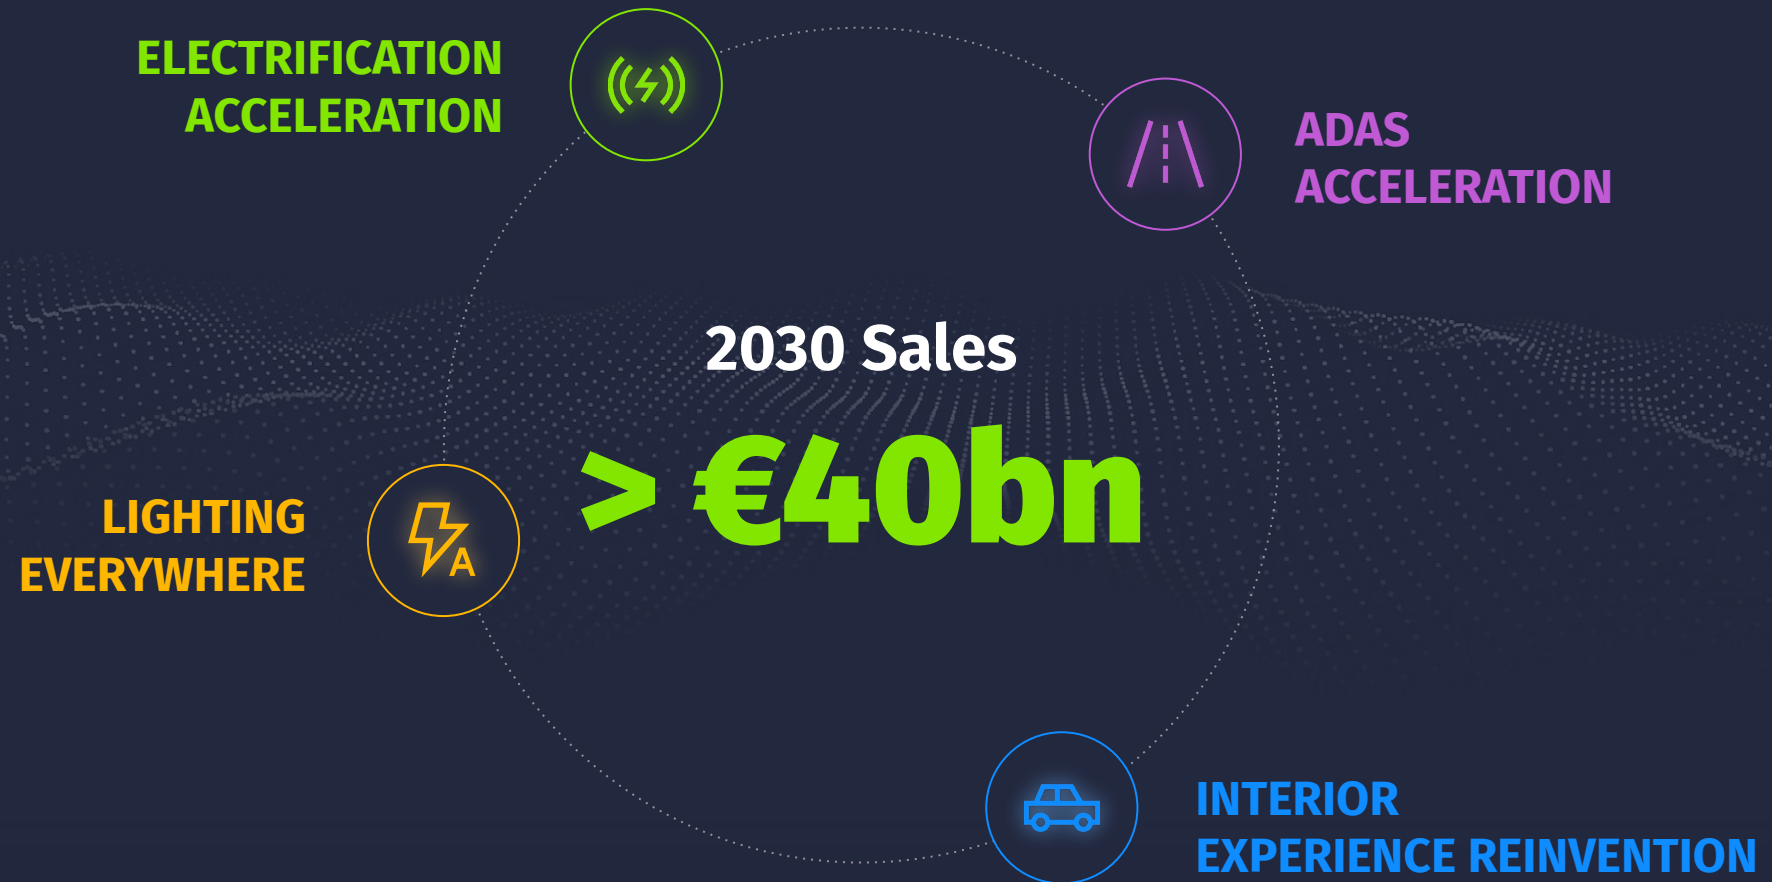 ELECTRIFICATION
ACCELERATION
ADAS
ACCELERATION
2030 Sales
> €40bn
LIGHTING
EVERYWHERE
A
INTERIOR
EXPERIENCE REINVENTION